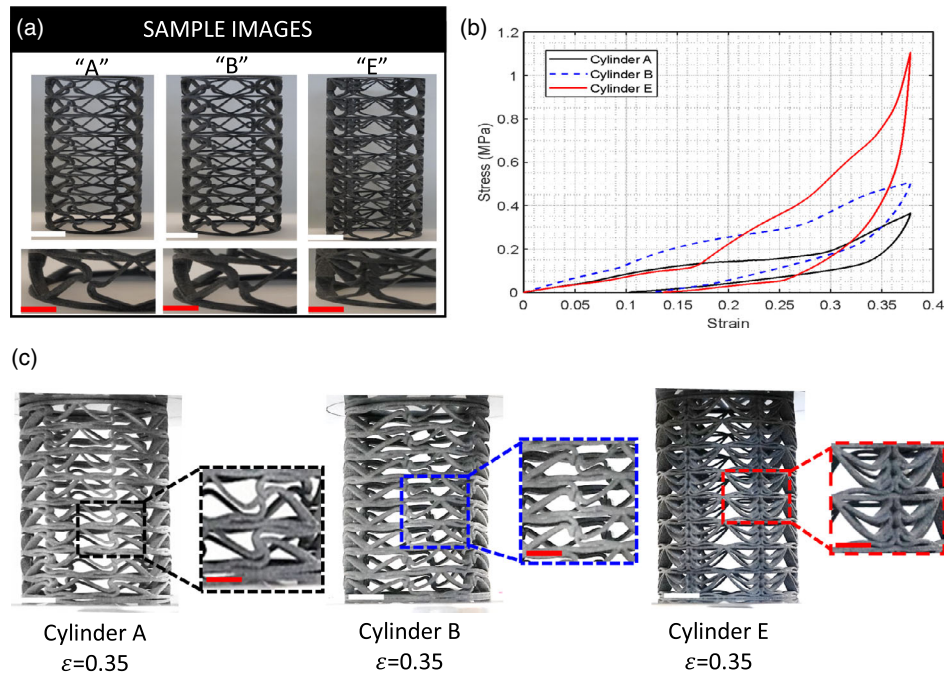 (a)
SAMPLE IMAGES
“A”
“B”
“E”
(b)
1.2
1
0.8
0.6
0.4
0.2
0
Stress (MPa)
Cylinder A
Cylinder B
Cylinder E
0 0.05 0.1 0.15 0.2 0.25 0.3 0.35 0.4
Strain
(c)
Cylinder A
ε=0.35
Cylinder B
ε=0.35
Cylinder E
ε=0.35